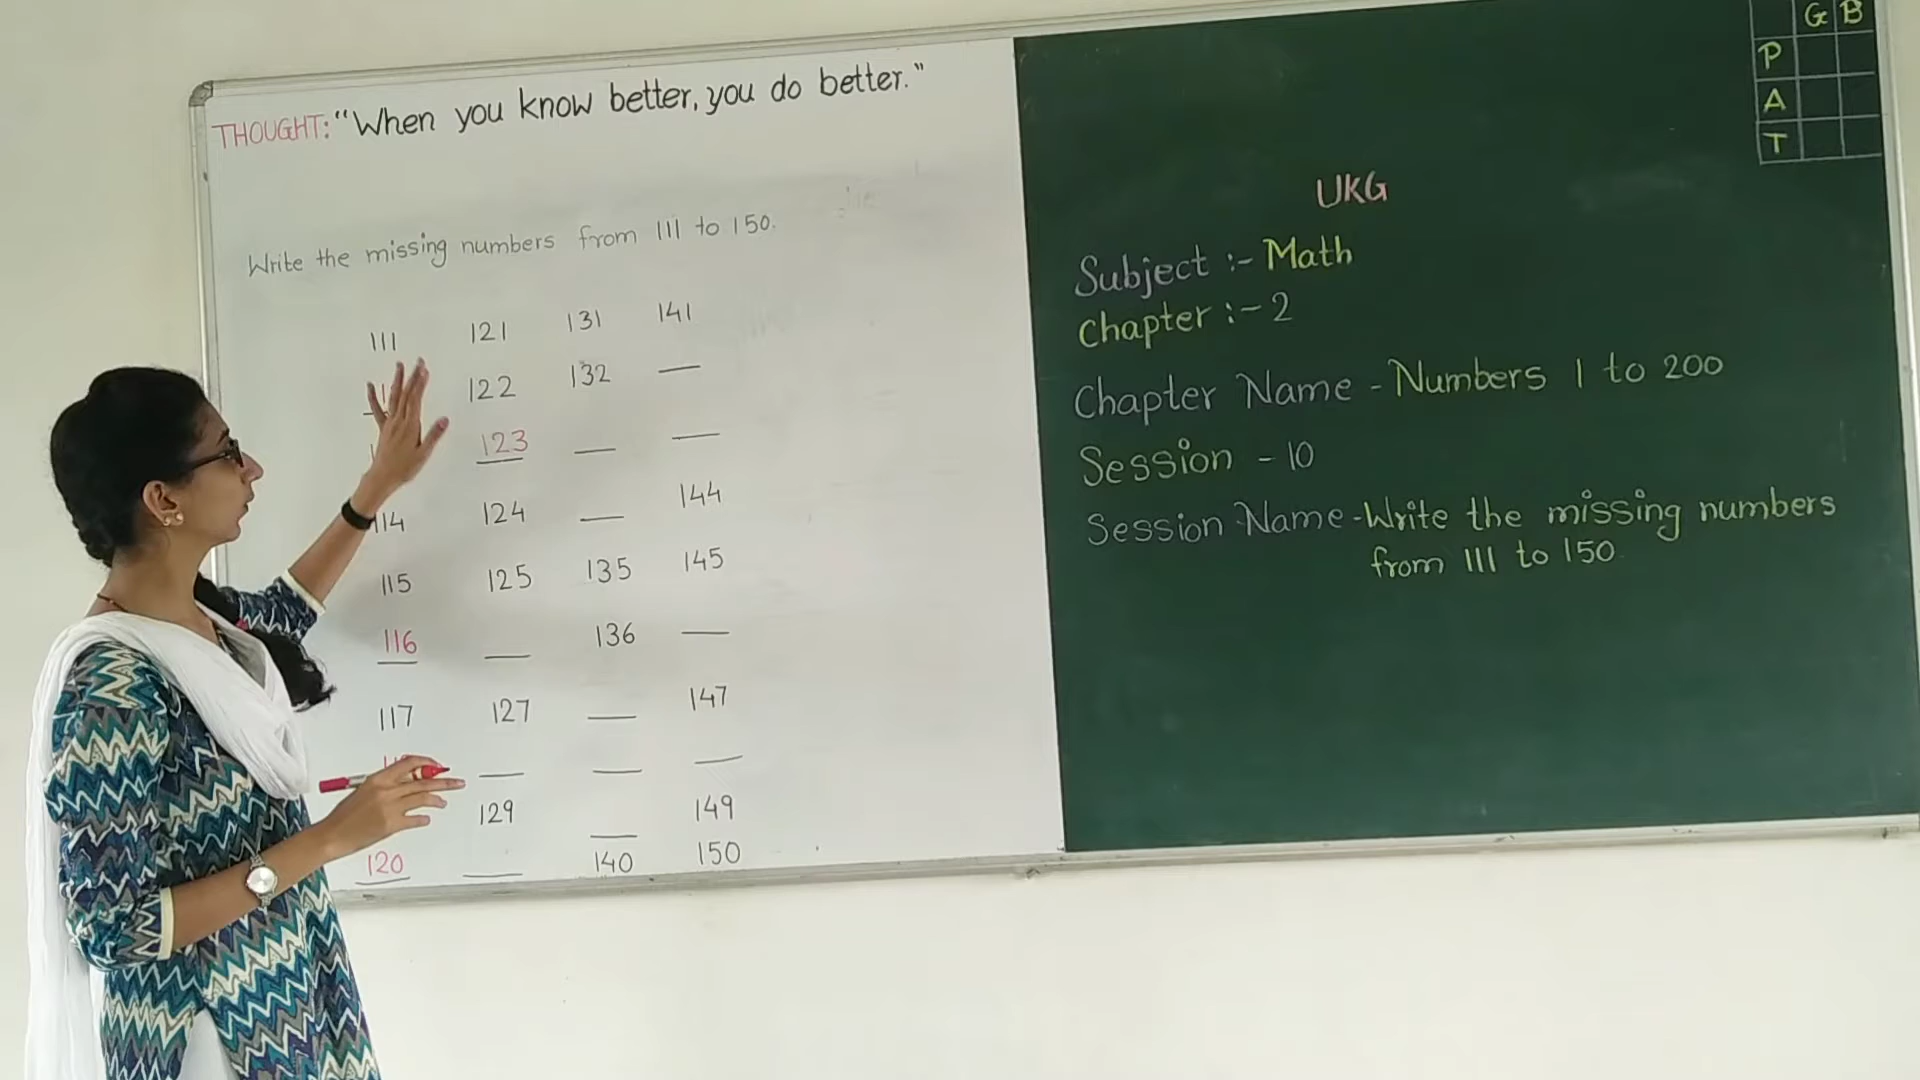 THOUGHT: "When you know better, you do better."
Write the missing numbers from 111 to 150.
111 121 131 141
122 132 —
123 — —
114 124 — 144
115 125 135 145
116 — 136 —
117 127 — 147
— — —
129 — 149
120 — 140 150
G B
P
A
T
UKG
Subject :- Math
Chapter :- 2
Chapter Name - Numbers 1 to 200
Session - 10
Session Name - Write the missing numbers
from 111 to 150